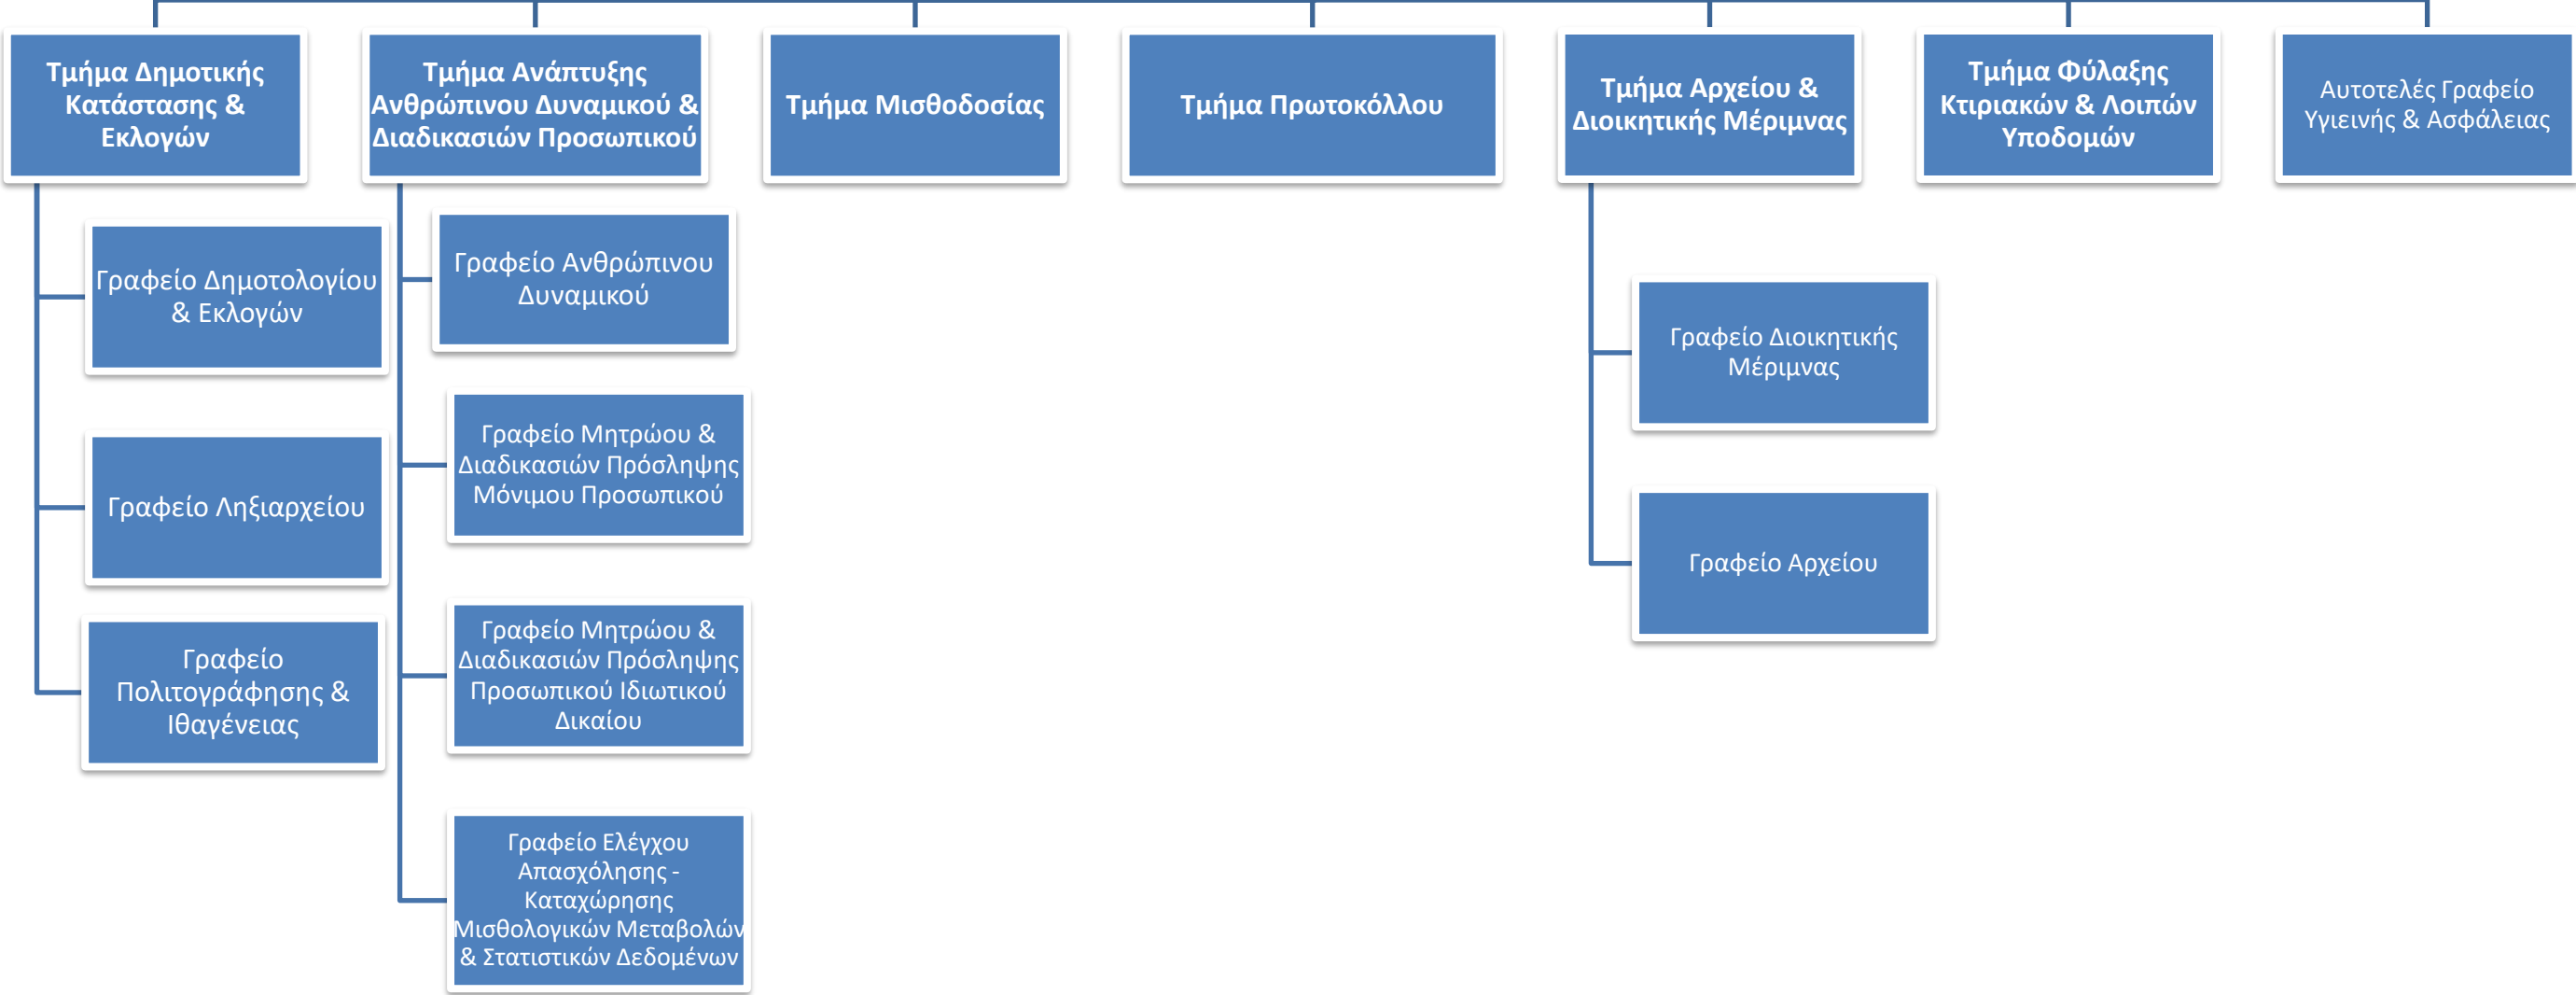 Τμήμα Δημοτικής
Κατάστασης &
Εκλογών
Γραφείο Δημοτολογίου
& Εκλογών
Γραφείο Ληξιαρχείου
Γραφείο
Πολιτογράφησης &
Ιθαγένειας
Τμήμα Ανάπτυξης
Ανθρώπινου Δυναμικού &
Διαδικασιών Προσωπικού
Γραφείο Ανθρώπινου
Δυναμικού
Γραφείο Μητρώου &
Διαδικασιών Πρόσληψης
Μόνιμου Προσωπικού
Γραφείο Μητρώου &
Διαδικασιών Πρόσληψης
Προσωπικού Ιδιωτικού
Δικαίου
Γραφείο Ελέγχου
Απασχόλησης -
Καταχώρησης
Μισθολογικών Μεταβολών
& Στατιστικών Δεδομένων
Τμήμα Μισθοδοσίας
Τμήμα Πρωτοκόλλου
Τμήμα Αρχείου &
Διοικητικής Μέριμνας
Γραφείο Διοικητικής
Μέριμνας
Γραφείο Αρχείου
Τμήμα Φύλαξης
Κτιριακών & Λοιπών
Υποδομών
Αυτοτελές Γραφείο
Υγιεινής & Ασφάλειας